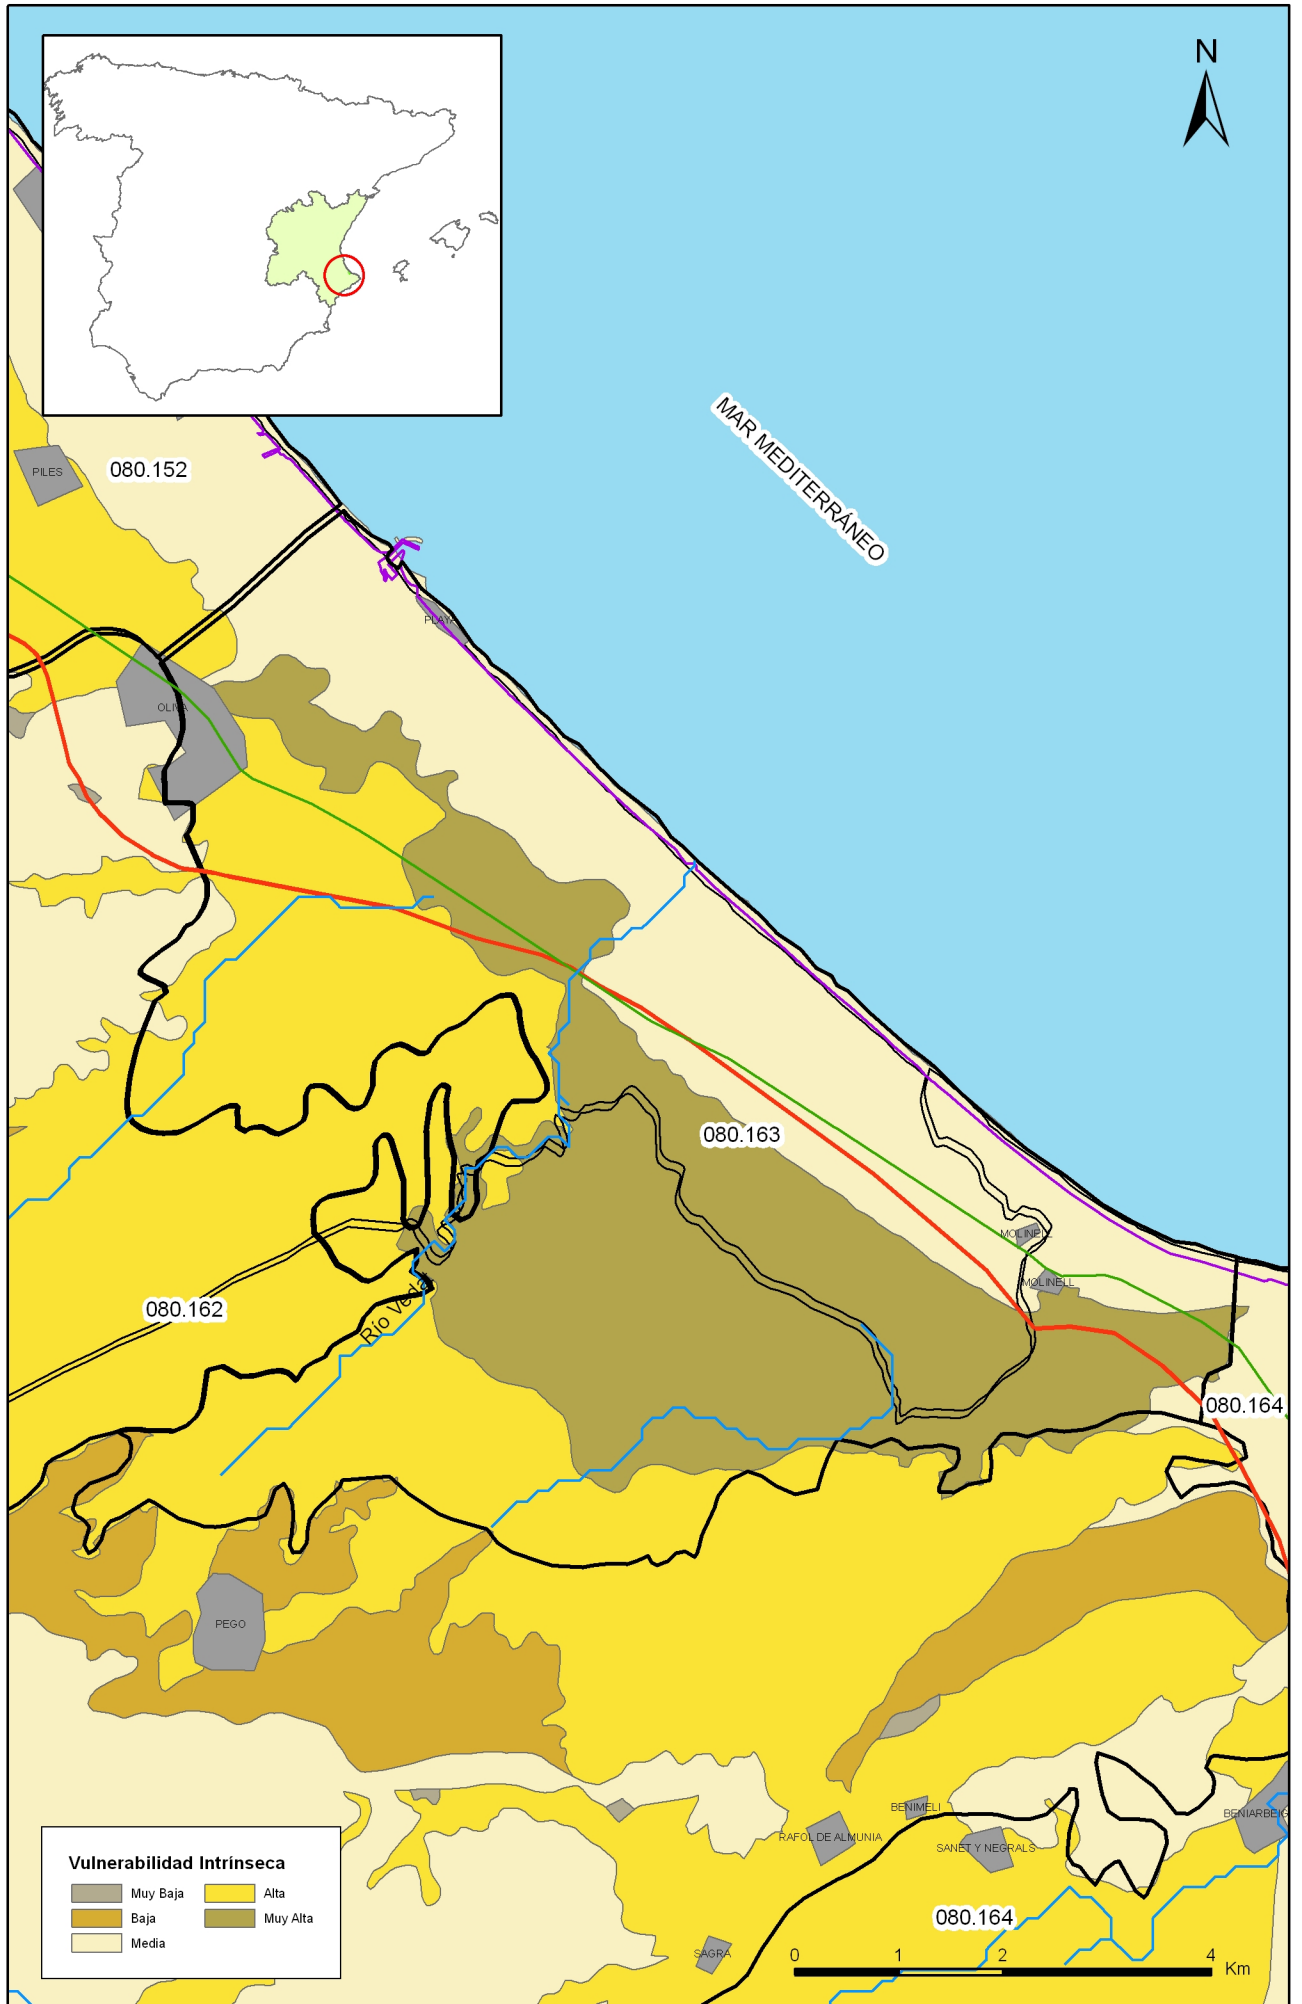 N
MAR MEDITERRÁNEO
PILES
080.152
PLAYA
OLIVA
080.163
MOLINELL
MOLINELL
080.162
080.164
PEGO
BENIMELI
BENIARBEIG
RAFOL DE ALMUNIA
SANET Y NEGRALS
080.164
SAGRA
Vulnerabilidad Intrínseca
Muy Baja
Alta
Baja
Muy Alta
Media
0 1 2 4 Km